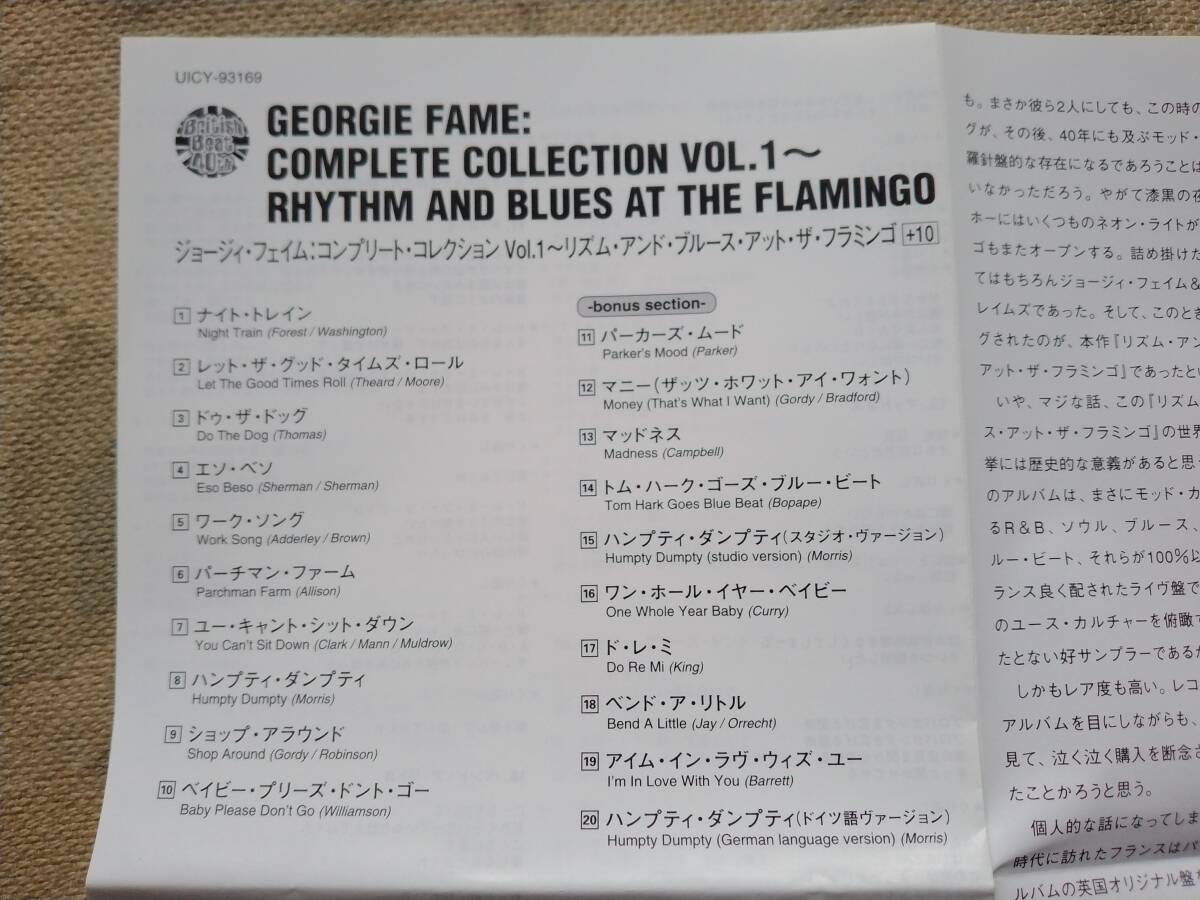 UICY-93169
British
Beat
40th
GEORGIE FAME:
COMPLETE COLLECTION VOL.1～
RHYTHM AND BLUES AT THE FLAMINGO
ジョージィ・フェイム:コンプリート・コレクション Vol.1～リズム・アンド・ブルース・アット・ザ・フラミンゴ +10
1 ナイト・トレイン
Night Train (Forest / Washington)
2 レット・ザ・グッド・タイムズ・ロール
Let The Good Times Roll (Theard / Moore)
3 ドゥ・ザ・ドッグ
Do The Dog (Thomas)
4 エソ・ベソ
Eso Beso (Sherman / Sherman)
5 ワーク・ソング
Work Song (Adderley / Brown)
6 パーチマン・ファーム
Parchman Farm (Allison)
7 ユー・キャント・シット・ダウン
You Can't Sit Down (Clark / Mann / Muldrow)
8 ハンプティ・ダンプティ
Humpty Dumpty (Morris)
9 ショップ・アラウンド
Shop Around (Gordy / Robinson)
10 ベイビー・プリーズ・ドント・ゴー
Baby Please Don't Go (Williamson)
-bonus section-
11 パーカーズ・ムード
Parker's Mood (Parker)
12 マニー(ザッツ・ホワット・アイ・ウォント)
Money (That's What I Want) (Gordy / Bradford)
13 マッドネス
Madness (Campbell)
14 トム・ハーク・ゴーズ・ブルー・ビート
Tom Hark Goes Blue Beat (Bopape)
15 ハンプティ・ダンプティ(スタジオ・ヴァージョン)
Humpty Dumpty (studio version) (Morris)
16 ワン・ホール・イヤー・ベイビー
One Whole Year Baby (Curry)
17 ド・レ・ミ
Do Re Mi (King)
18 ベンド・ア・リトル
Bend A Little (Jay / Orrecht)
19 アイム・イン・ラヴ・ウィズ・ユー
I'm In Love With You (Barrett)
20 ハンプティ・ダンプティ(ドイツ語ヴァージョン)
Humpty Dumpty (German language version) (Morris)
も。まさか彼ら2人にしても、この時の
グが、その後、40年にも及ぶモッド・
羅針盤的な存在になるであろうことは
いなかっただろう。やがて漆黒の夜
ホーにはいくつものネオン・ライトが
ゴもまたオープンする。詰め掛けた
てはもちろんジョージィ・フェイム&
レイムズであった。そして、このとき
グされたのが、本作『リズム・アン
アット・ザ・フラミンゴ』であったとい
いや、マジな話、この『リズム
ス・アット・ザ・フラミンゴ』の世界
挙には歴史的な意義があると思う
のアルバムは、まさにモッド・カ
るR&B、ソウル、ブルース、
ルー・ビート、それらが100%以
ランス良く配されたライヴ盤で
のユース・カルチャーを俯瞰す
たとない好サンプラーであるか
しかもレア度も高い。レコ
アルバムを目にしながらも、
見て、泣く泣く購入を断念さ
たことかろうと思う。
個人的な話になってしま
時代に訪れたフランスはパ
ルバムの英国オリジナル盤を